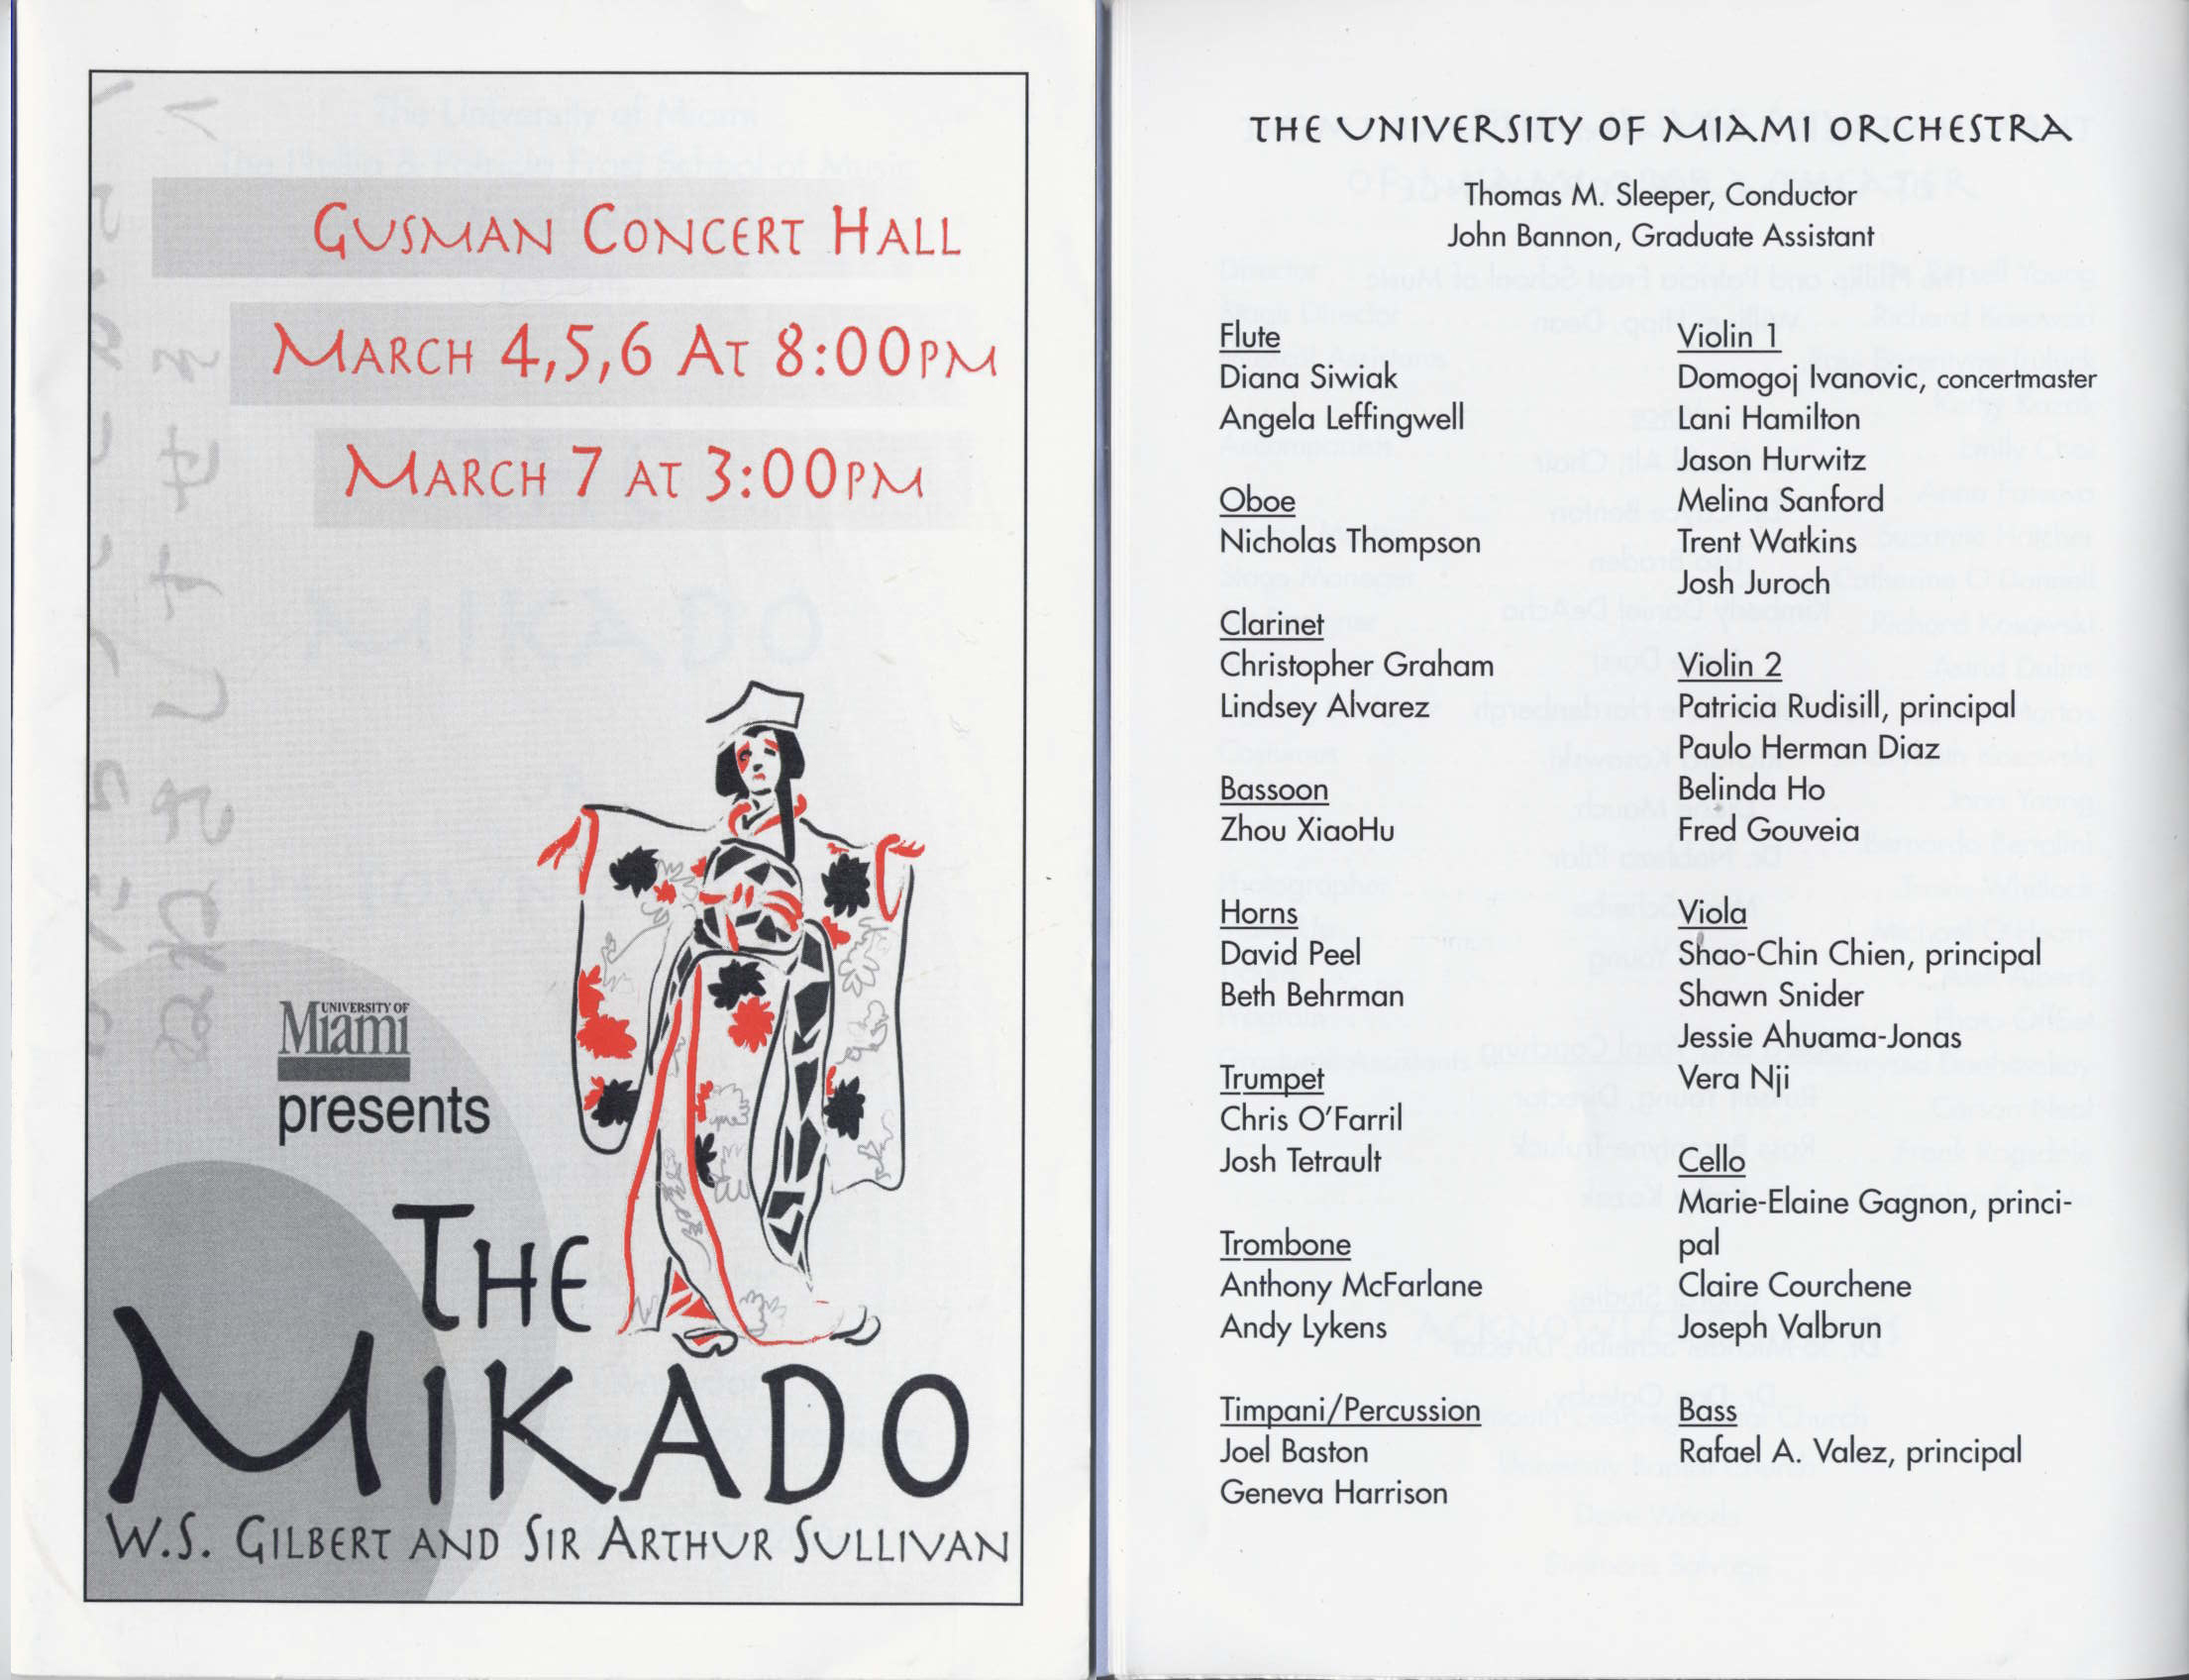 GUSMAN CONCERT HALL
MARCH 4,5,6 AT 8:00PM
MARCH 7 AT 3:00PM
UNIVERSITY OF
Miami
presents
THE
MIKADO
W.S. GILBERT AND SIR ARTHUR SULLIVAN
THE UNIVERSITY OF MIAMI ORCHESTRA
Thomas M. Sleeper, Conductor
John Bannon, Graduate Assistant
Flute
Diana Siwiak
Angela Leffingwell
Oboe
Nicholas Thompson
Clarinet
Christopher Graham
Lindsey Alvarez
Bassoon
Zhou XiaoHu
Horns
David Peel
Beth Behrman
Trumpet
Chris O'Farril
Josh Tetrault
Trombone
Anthony McFarlane
Andy Lykens
Timpani/Percussion
Joel Baston
Geneva Harrison
Violin 1
Domogoj Ivanovic, concertmaster
Lani Hamilton
Jason Hurwitz
Melina Sanford
Trent Watkins
Josh Juroch
Violin 2
Patricia Rudisill, principal
Paulo Herman Diaz
Belinda Ho
Fred Gouveia
Viola
Shao-Chin Chien, principal
Shawn Snider
Jessie Ahuama-Jonas
Vera Nji
Cello
Marie-Elaine Gagnon, princi-
pal
Claire Courchene
Joseph Valbrun
Bass
Rafael A. Valez, principal